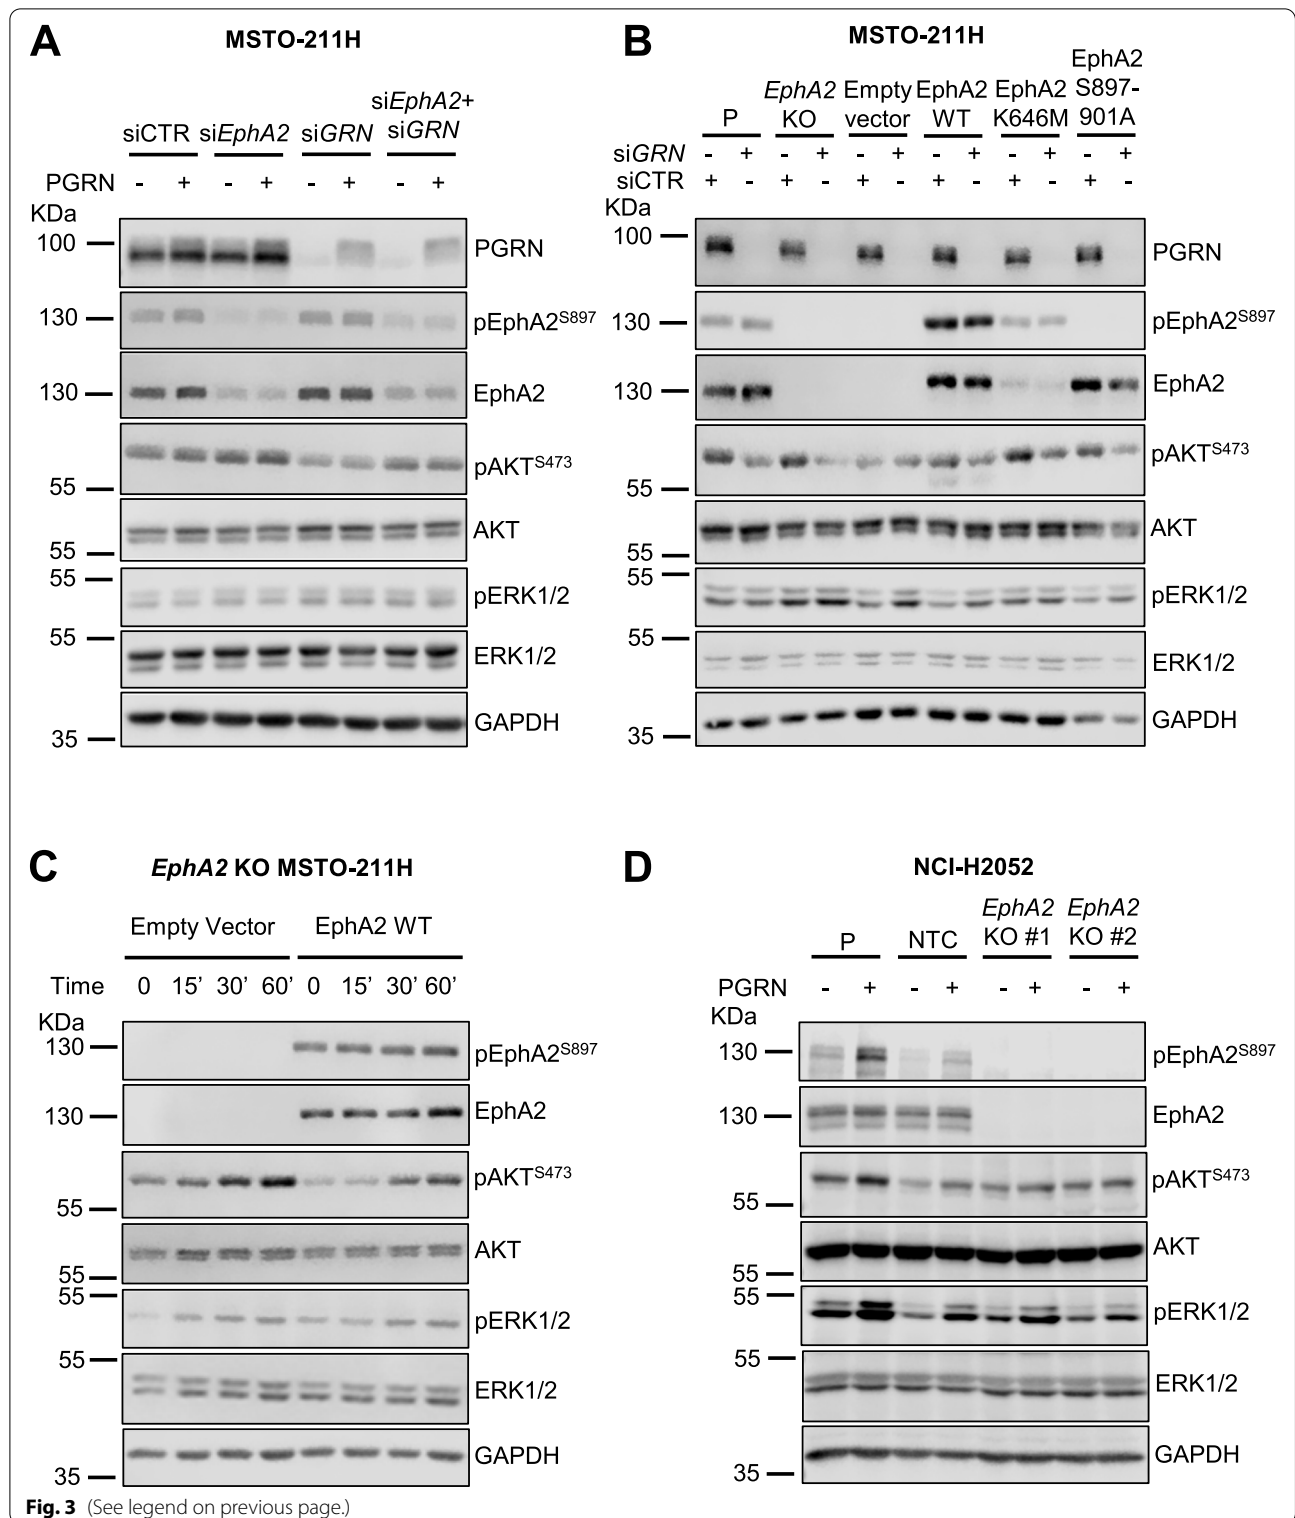 A
MSTO-211H
siCTR siEphA2 siGRN siEphA2+ siGRN
PGRN - + - + - + - +
KDa
100 PGRN
130 pEphA2S897
130 EphA2
pAKTS473
55
AKT
55
55
pERK1/2
55
ERK1/2
GAPDH
35
B
MSTO-211H
P EphA2 KO Empty vector EphA2 WT EphA2 K646M EphA2 S897-901A
siGRN - + - + - + - + - + - +
siCTR + - + - + - + - + - + -
KDa
100 PGRN
130 pEphA2S897
130 EphA2
pAKTS473
55
AKT
55
55
pERK1/2
55
ERK1/2
GAPDH
35
C
EphA2 KO MSTO-211H
Empty Vector EphA2 WT
Time 0 15’ 30’ 60’ 0 15’ 30’ 60’
KDa
130 pEphA2S897
130 EphA2
pAKTS473
55
AKT
55
55
pERK1/2
55
ERK1/2
GAPDH
35
D
NCI-H2052
P NTC EphA2 KO #1 EphA2 KO #2
PGRN - + - + - + - +
KDa
130 pEphA2S897
130 EphA2
pAKTS473
55
AKT
55
55
pERK1/2
55
ERK1/2
GAPDH
35
Fig. 3 (See legend on previous page.)